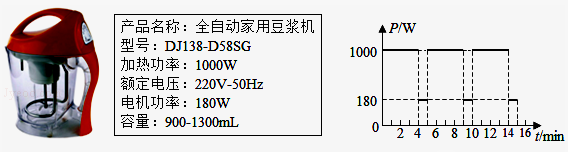 产品名称：全自动家用豆浆机
型号：DJ138-D58SG
加热功率：1000W
额定电压：220V-50Hz
电机功率：180W
容量：900-1300mL
P/W
1000
180
0
2 4 6 8 10 12 14 16 t/min